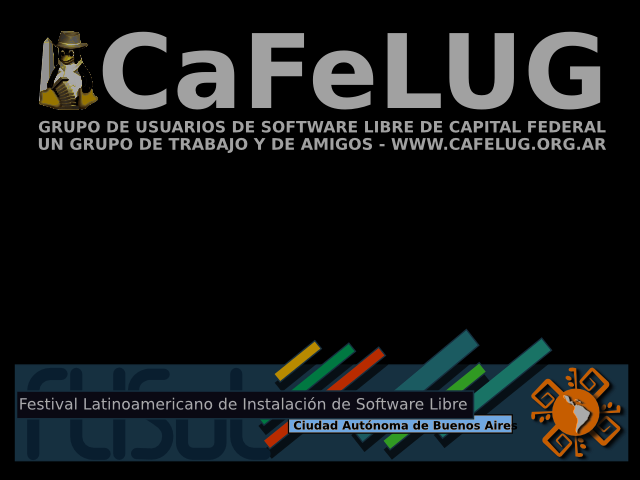 CaFeLUG
GRUPO DE USUARIOS DE SOFTWARE LIBRE DE CAPITAL FEDERAL
UN GRUPO DE TRABAJO Y DE AMIGOS - WWW.CAFELUG.ORG.AR
FLISoL
Festival Latinoamericano de Instalación de Software Libre
Ciudad Autónoma de Buenos Aires